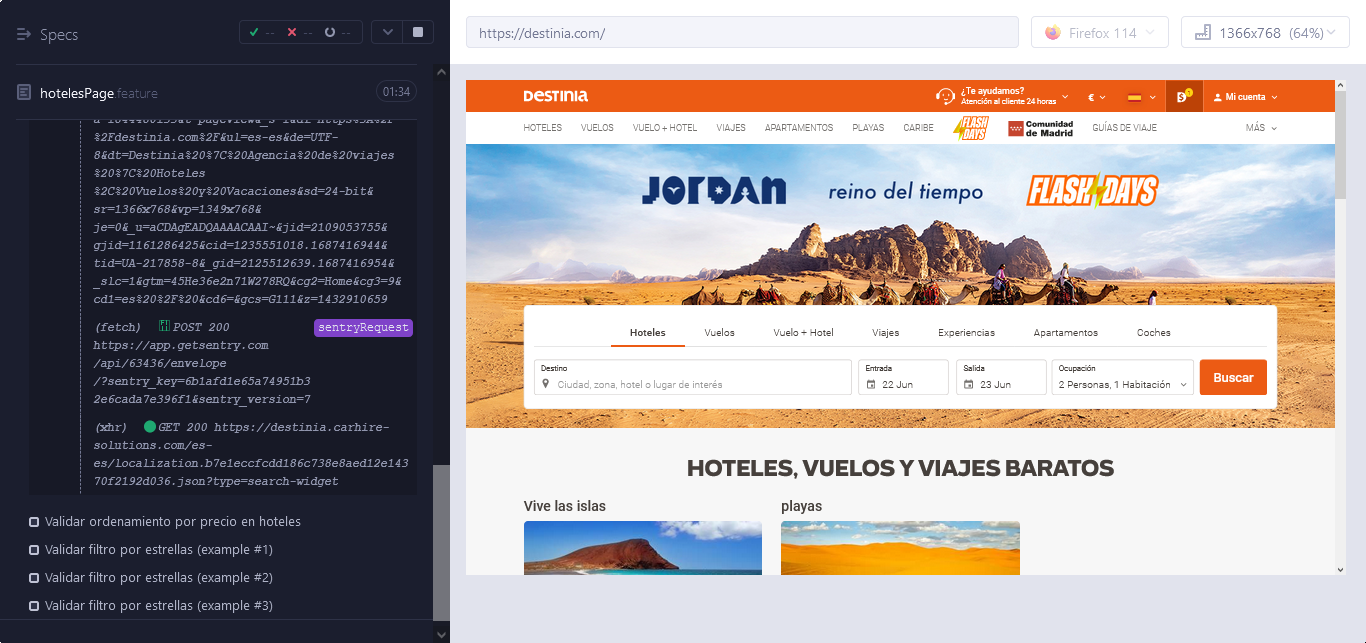 Specs
--
--
--
hotelesPage.feature
01:34
%2Fdestinia.com%2F&ul=es-es&de=UTF-
8&dt=Destinia%20%7C%20Agencia%20de%20viajes
%20%7C%20Hoteles
%2C%20Vuelos%20y%20Vacaciones&sd=24-bit&
sr=1366x768&vp=1349x768&
je=0&_u=aCDAgEADQAAAACAAI~&jid=2109053755&
gjid=1161286425&cid=1235551018.1687416944&
tid=UA-217858-8&_gid=2125512639.1687416954&
_slc=1&gtm=45He36e2n71W278RQ&cg2=Home&cg3=9&
cd1=es%20%2F%20&cd6=&gcs=G111&z=1432910659
(fetch) POST 200 sentryRequest
https://app.getsentry.com
/api/63436/envelope
/?sentry_key=6b1afd1e65a74951b3
2e6cada7e396f1&sentry_version=7
(xhr) GET 200 https://destinia.carhire-
solutions.com/es-
es/localization.b7e1eccfcdd186c738e8aed12e143
70f2192d036.json?type=search-widget
Validar ordenamiento por precio en hoteles
Validar filtro por estrellas (example #1)
Validar filtro por estrellas (example #2)
Validar filtro por estrellas (example #3)
https://destinia.com/
Firefox 114
1366x768 (64%)
DESTINIA
¿Te ayudamos?
Atención al cliente 24 horas
€
$
Mi cuenta
HOTELES VUELOS VUELO + HOTEL VIAJES APARTAMENTOS PLAYAS CARIBE FLASH DAYS Comunidad de Madrid GUÍAS DE VIAJE MÁS
JORDAN reino del tiempo FLASH DAYS
Hoteles Vuelos Vuelo + Hotel Viajes Experiencias Apartamentos Coches
Destino Entrada Salida Ocupación
Ciudad, zona, hotel o lugar de interés 22 Jun 23 Jun 2 Personas, 1 Habitación Buscar
HOTELES, VUELOS Y VIAJES BARATOS
Vive las islas playas